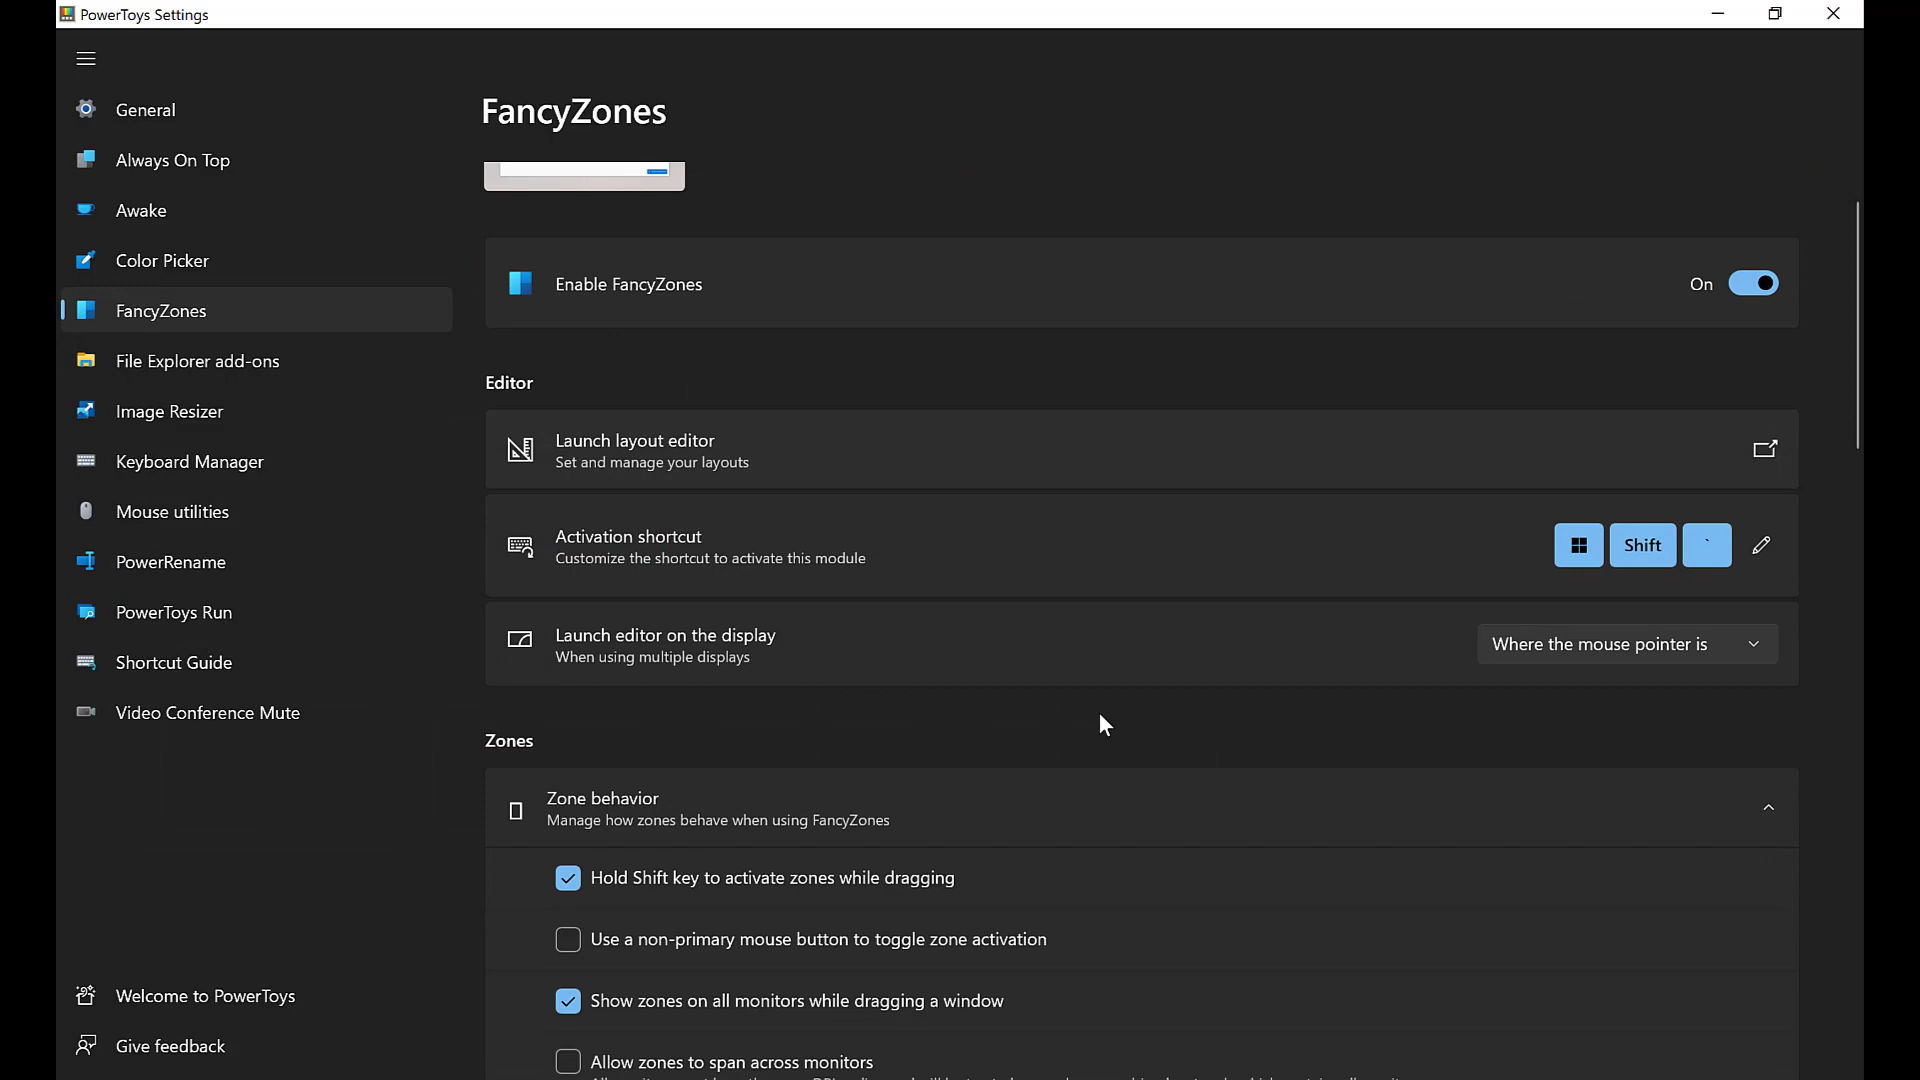 PowerToys Settings
General
Always On Top
Awake
Color Picker
FancyZones
File Explorer add-ons
Image Resizer
Keyboard Manager
Mouse utilities
PowerRename
PowerToys Run
Shortcut Guide
Video Conference Mute
Welcome to PowerToys
Give feedback
FancyZones
Enable FancyZones
On
Editor
Launch layout editor
Set and manage your layouts
Activation shortcut
Customize the shortcut to activate this module
Shift
`
Launch editor on the display
When using multiple displays
Where the mouse pointer is
Zones
Zone behavior
Manage how zones behave when using FancyZones
Hold Shift key to activate zones while dragging
Use a non-primary mouse button to toggle zone activation
Show zones on all monitors while dragging a window
Allow zones to span across monitors